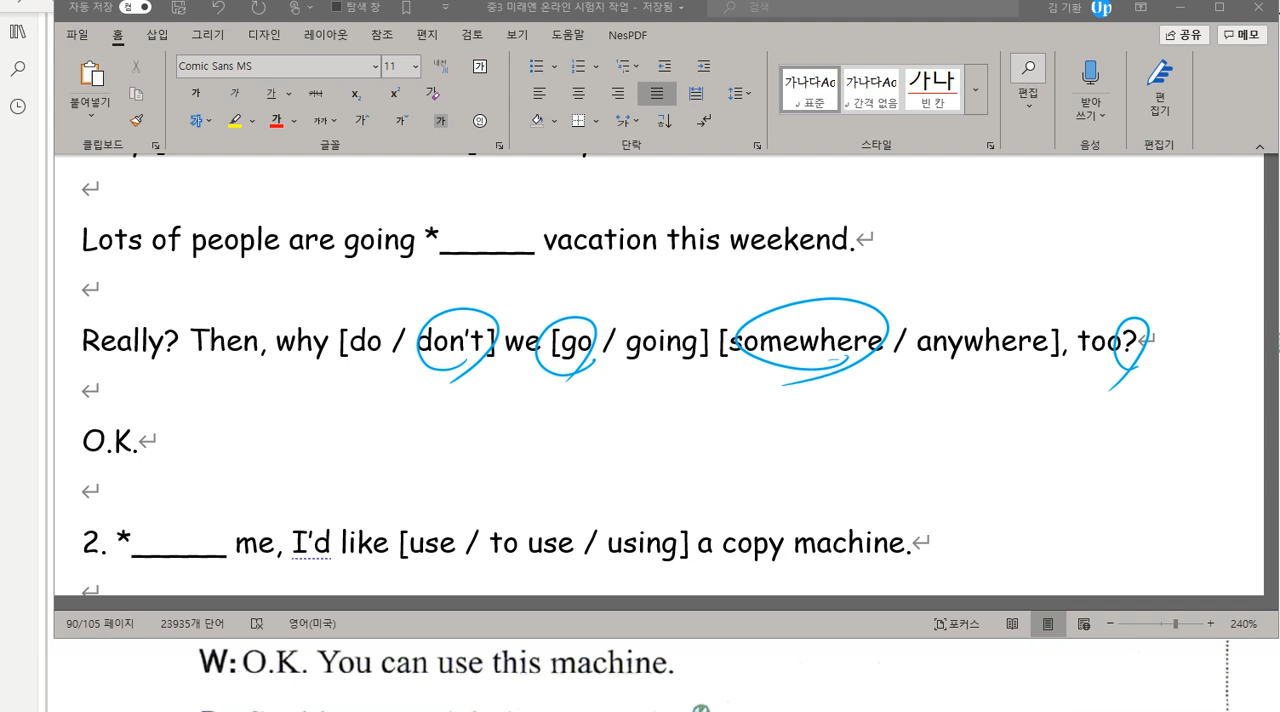 자동 저장 컴 탐색 창 중3 미래엔 온라인 시험지 작업 - 저장됨 검색 김 기환
파일 홈 삽입 그리기 디자인 레이아웃 참조 편지 검토 보기 도움말 NesPDF 공유 메모
붙여넣기 Comic Sans MS 11 내천 가 가나다AC 가나다AC 사나 편집 받아쓰기 편집기
표준 간격 없음 빈 칸
클립보드 글꼴 단락 스타일 음성 편집기
Lots of people are going *_____ vacation this weekend.
Really? Then, why [do / don't] we [go / going] [somewhere / anywhere], too?
O.K.
2. *_____ me, I'd like [use / to use / using] a copy machine.
90/105 페이지 23935개 단어 영어(미국) 포커스 240%
W: O.K. You can use this machine.